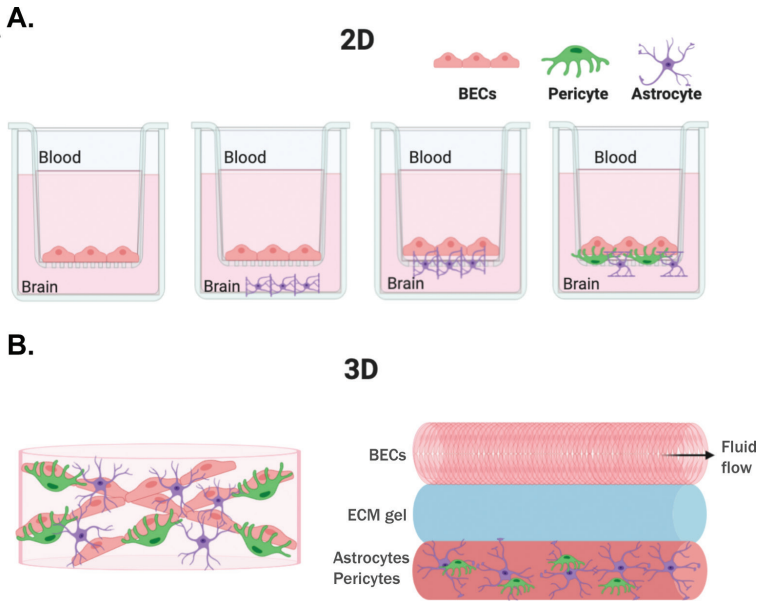 A.
2D
BECs Pericyte Astrocyte
Blood Blood Blood Blood
Brain Brain Brain Brain
B.
3D
BECs
Fluid
flow
ECM gel
Astrocytes
Pericytes